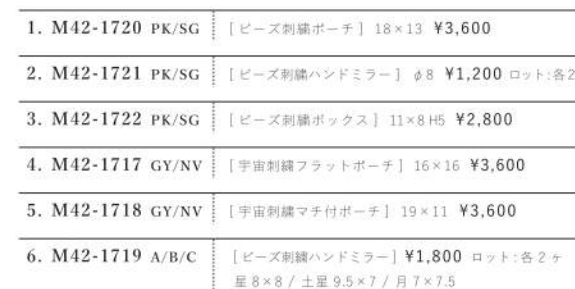 1. M42-1720 PK/SG [ビーズ刺繍ポーチ] 18×13 ¥3,600
2. M42-1721 PK/SG [ビーズ刺繍ハンドミラー] φ8 ¥1,200 ロット:各2
3. M42-1722 PK/SG [ビーズ刺繍ボックス] 11×8 H5 ¥2,800
4. M42-1717 GY/NV [宇宙刺繍フラットポーチ] 16×16 ¥3,600
5. M42-1718 GY/NV [宇宙刺繍マチ付ポーチ] 19×11 ¥3,600
6. M42-1719 A/B/C [ビーズ刺繍ハンドミラー] ¥1,800 ロット:各2ヶ
星 8×8 / 土星 9.5×7 / 月 7×7.5